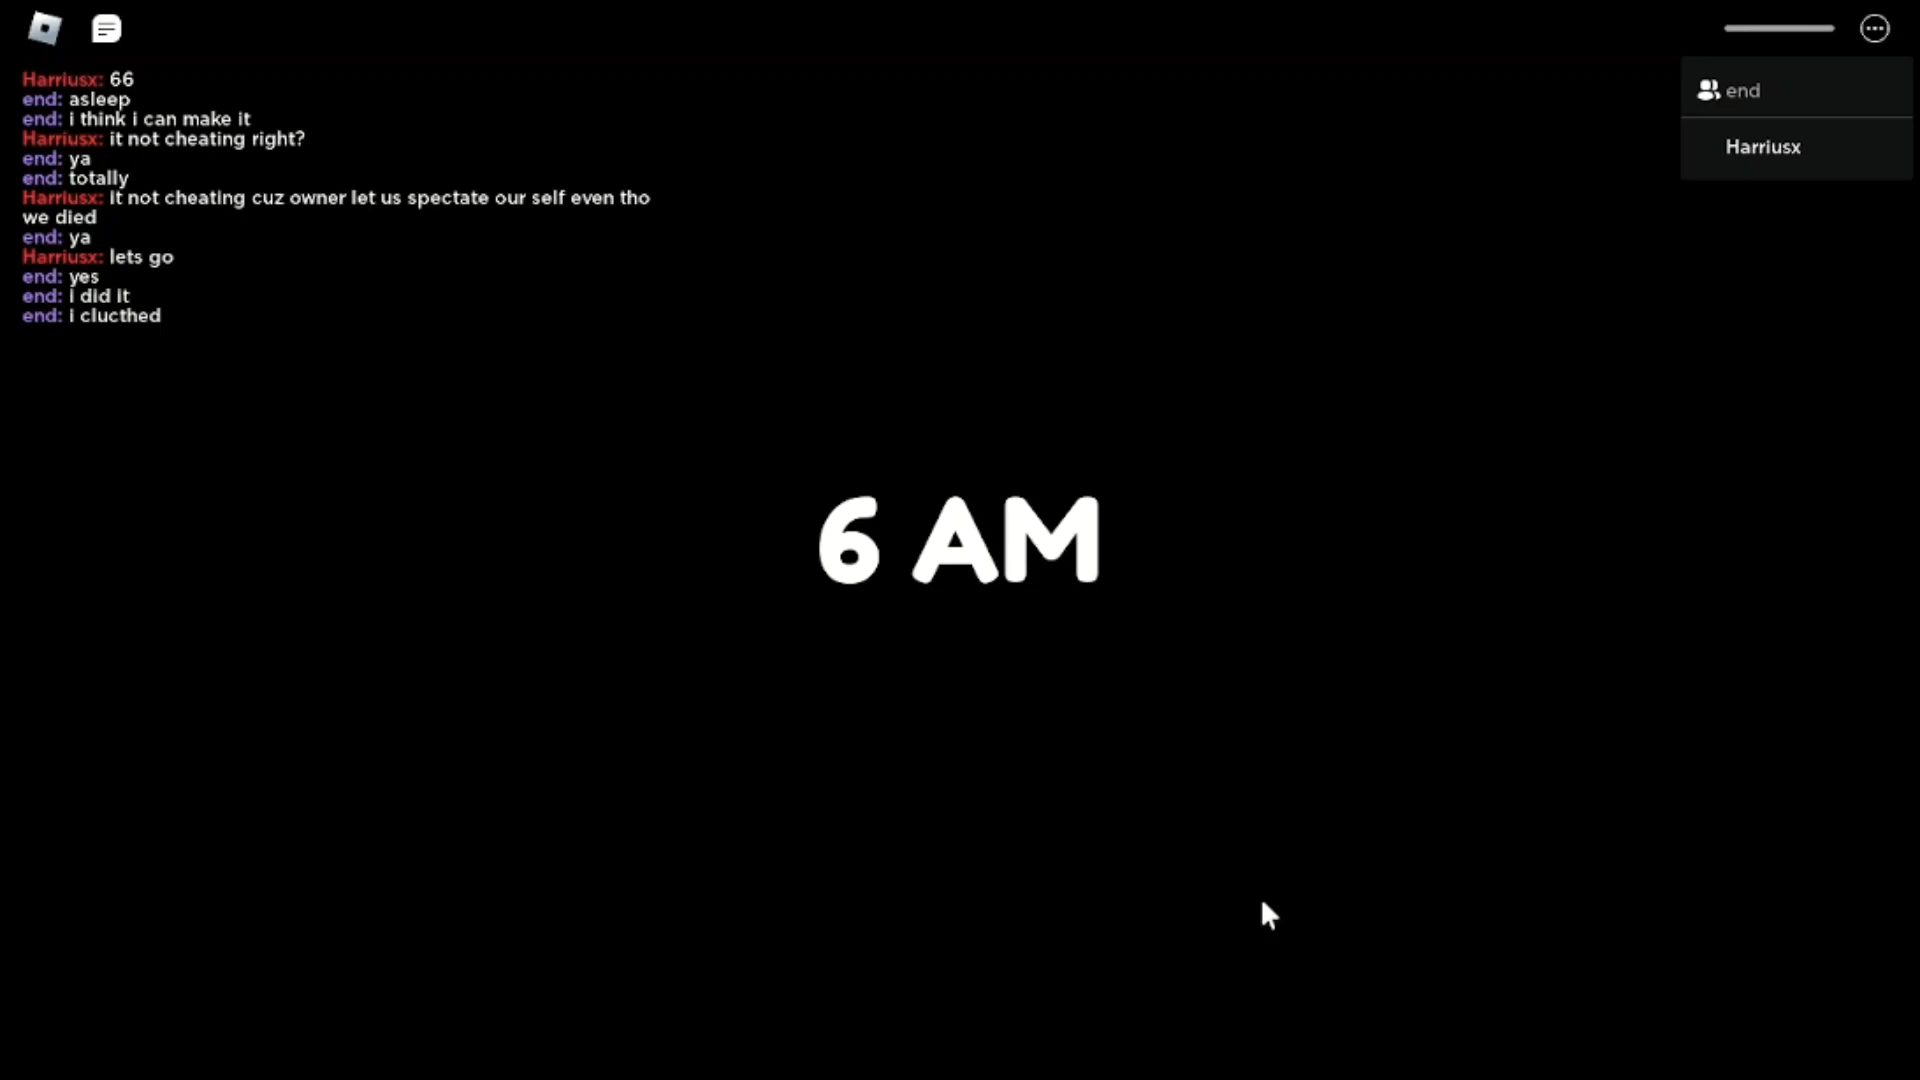 Harriusx: 66
end: asleep
end: i think i can make it
Harriusx: it not cheating right?
end: ya
end: totally
Harriusx: it not cheating cuz owner let us spectate our self even tho
we died
end: ya
Harriusx: lets go
end: yes
end: i did it
end: i clucthed
end
Harriusx
6 AM